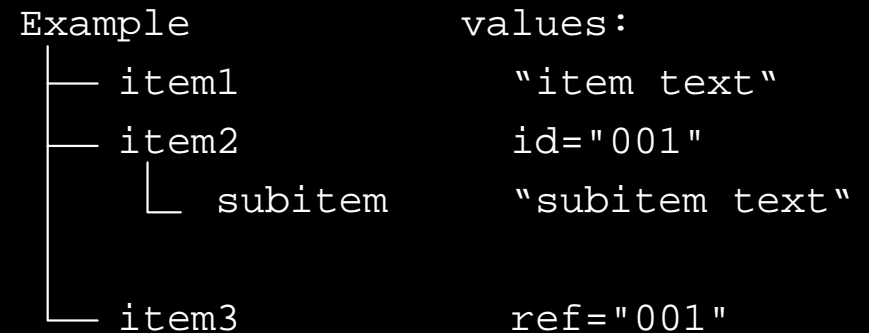 Example values:
item1 “item text“
item2 id="001"
subitem “subitem text“
item3 ref="001"